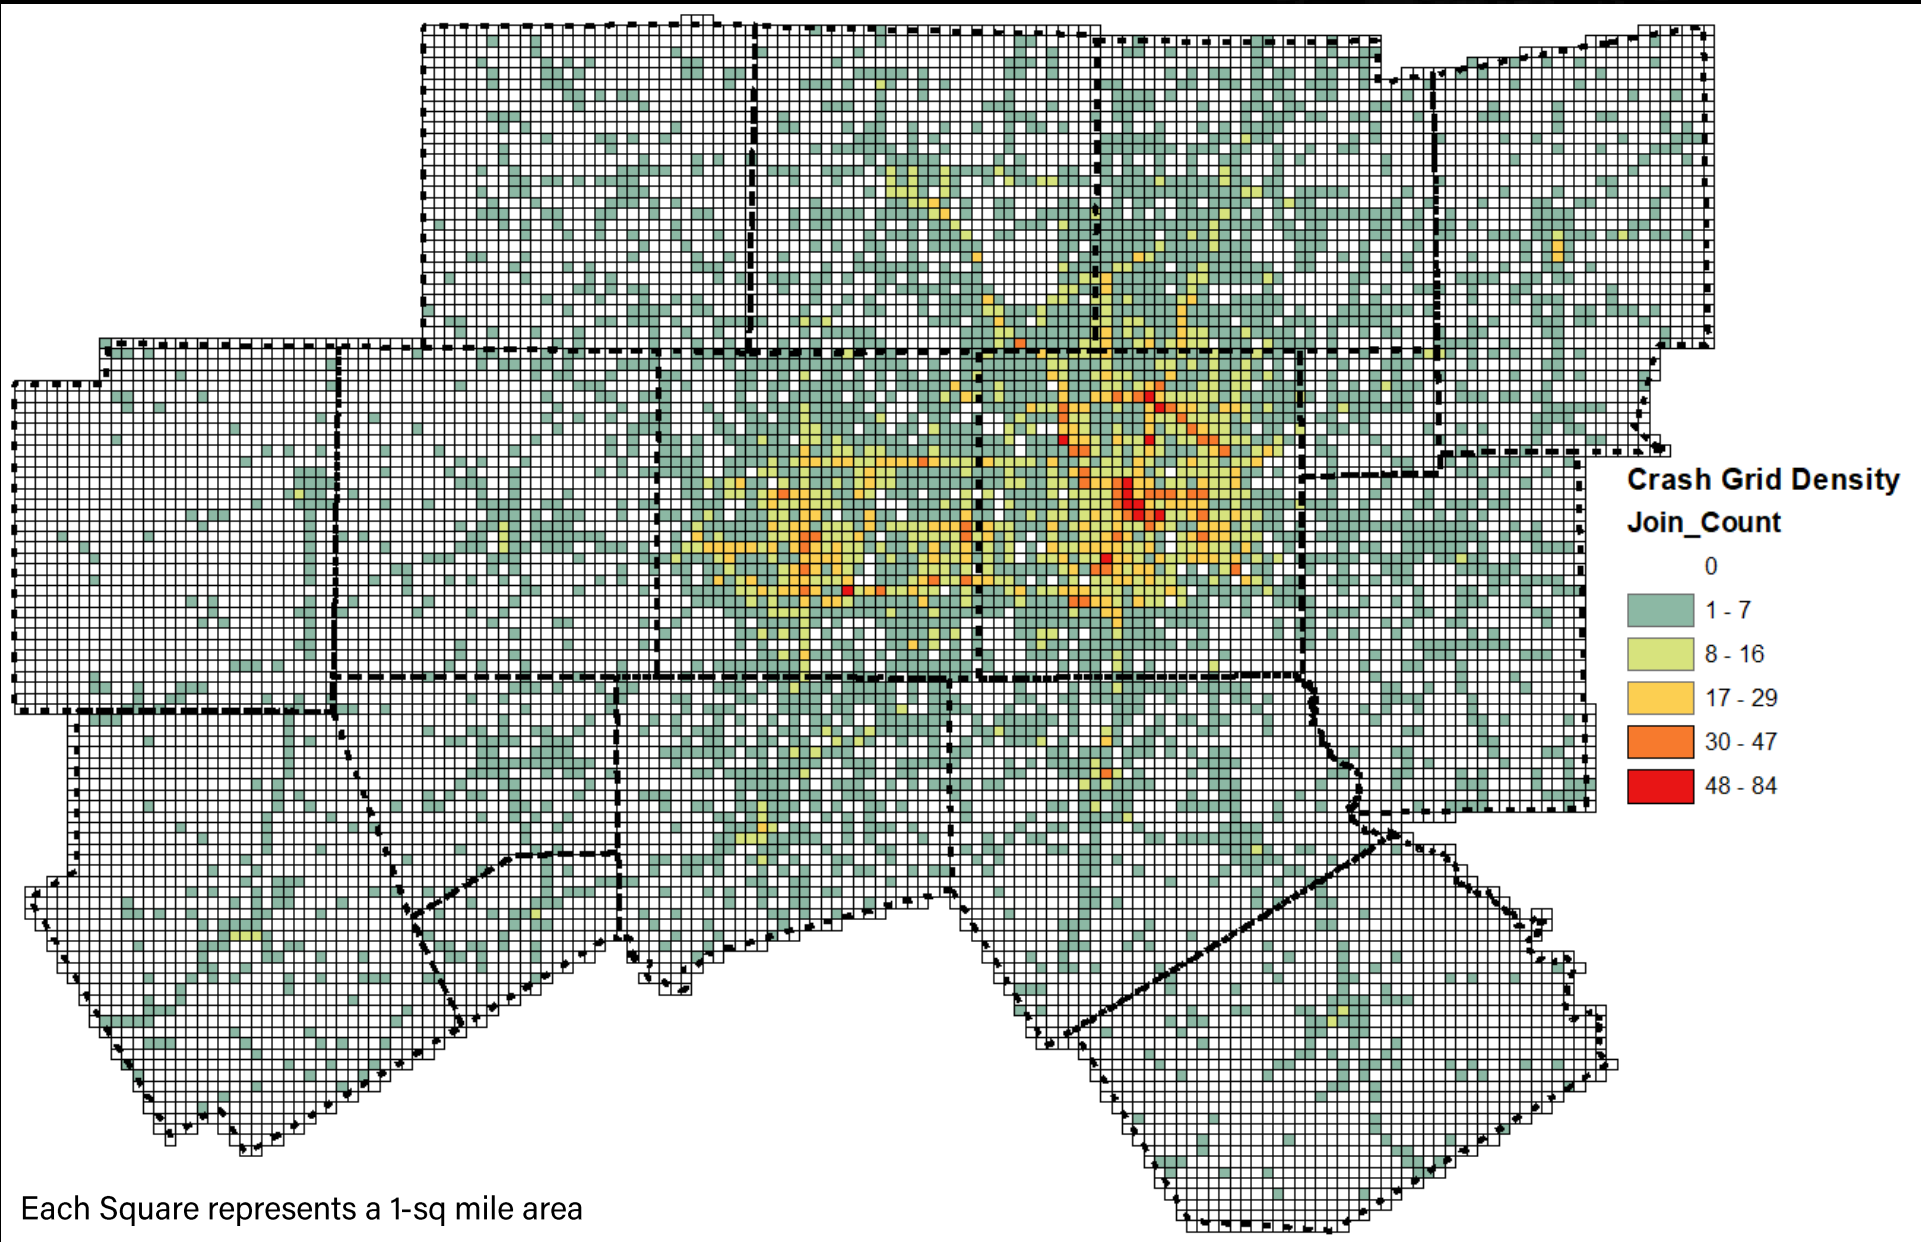 Crash Grid Density
Join_Count
0
1 - 7
8 - 16
17 - 29
30 - 47
48 - 84
Each Square represents a 1-sq mile area